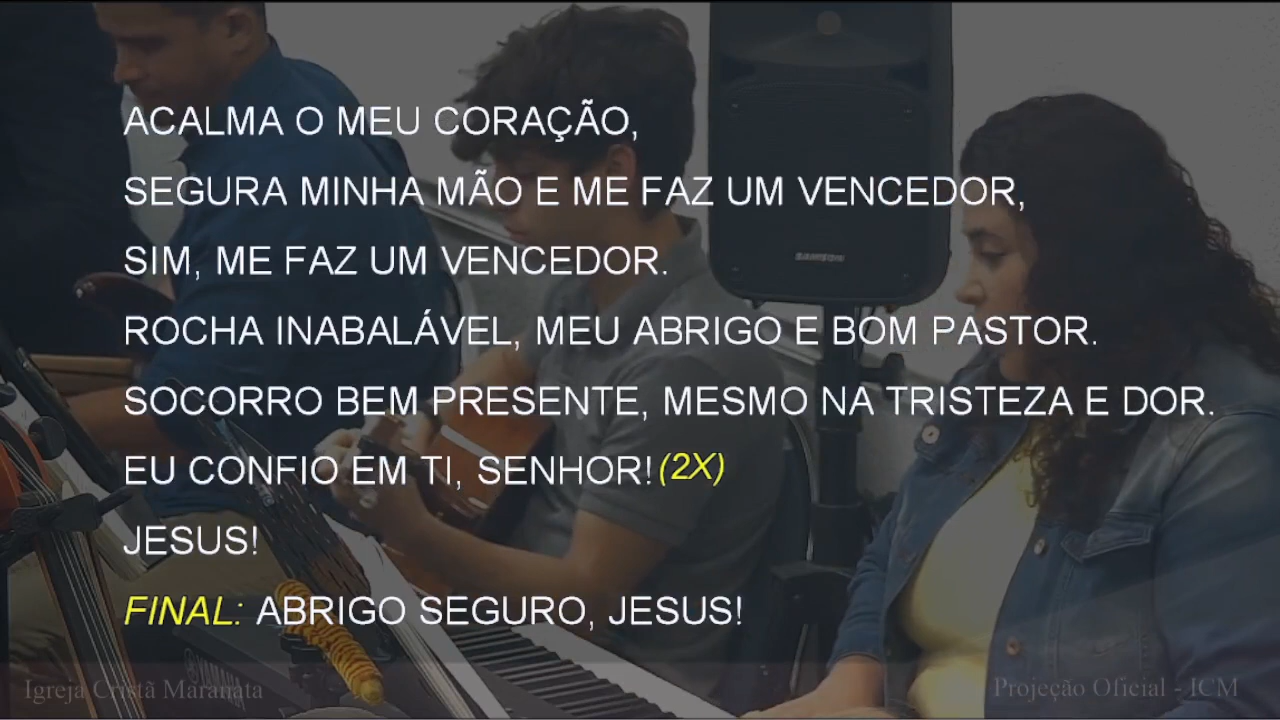 ACALMA O MEU CORAÇÃO,
SEGURA MINHA MÃO E ME FAZ UM VENCEDOR,
SIM, ME FAZ UM VENCEDOR.
ROCHA INABALÁVEL, MEU ABRIGO E BOM PASTOR.
SOCORRO BEM PRESENTE, MESMO NA TRISTEZA E DOR.
EU CONFIO EM TI, SENHOR! (2X)
JESUS!
FINAL: ABRIGO SEGURO, JESUS!
Igreja Cristã Maranata
Projeção Oficial - ICM
SAMSON
YAMAHA